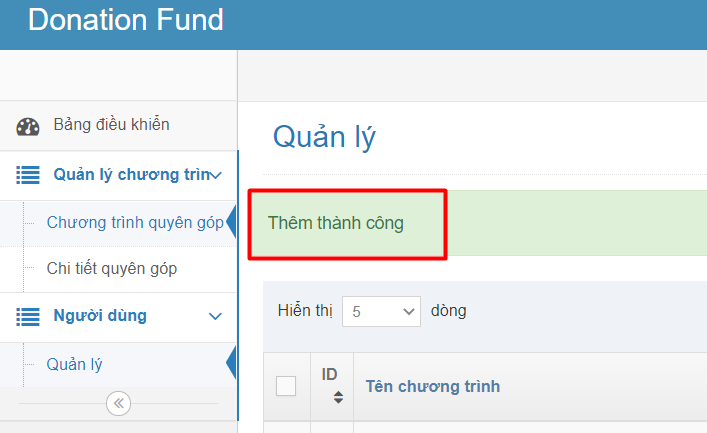 Donation Fund
Bảng điều khiển
Quản lý chương trìn
Chương trình quyên góp
Chi tiết quyên góp
Người dùng
Quản lý
Quản lý
Thêm thành công
Hiển thị 5 dòng
ID Tên chương trình